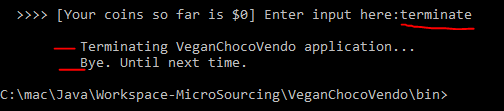 >>>> [Your coins so far is $0] Enter input here:terminate
Terminating VeganChocoVendo application...
Bye. Until next time.
C:\mac\Java\Workspace-MicroSourcing\VeganChocoVendo\bin>